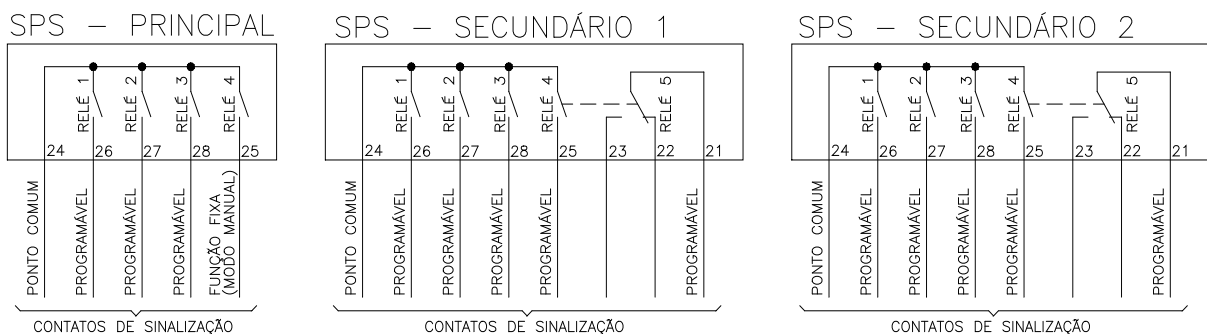 SPS – PRINCIPAL
RELÉ 1
RELÉ 2
RELÉ 3
RELÉ 4
24
26
27
28
25
PONTO COMUM
PROGRAMÁVEL
PROGRAMÁVEL
PROGRAMÁVEL
FUNÇÃO FIXA
(MODO MANUAL)
CONTATOS DE SINALIZAÇÃO
SPS – SECUNDÁRIO 1
RELÉ 1
RELÉ 2
RELÉ 3
RELÉ 4
RELÉ 5
24
26
27
28
25
23
22
21
PONTO COMUM
PROGRAMÁVEL
PROGRAMÁVEL
PROGRAMÁVEL
PROGRAMÁVEL
PROGRAMÁVEL
CONTATOS DE SINALIZAÇÃO
SPS – SECUNDÁRIO 2
RELÉ 1
RELÉ 2
RELÉ 3
RELÉ 4
RELÉ 5
24
26
27
28
25
23
22
21
PONTO COMUM
PROGRAMÁVEL
PROGRAMÁVEL
PROGRAMÁVEL
PROGRAMÁVEL
PROGRAMÁVEL
CONTATOS DE SINALIZAÇÃO